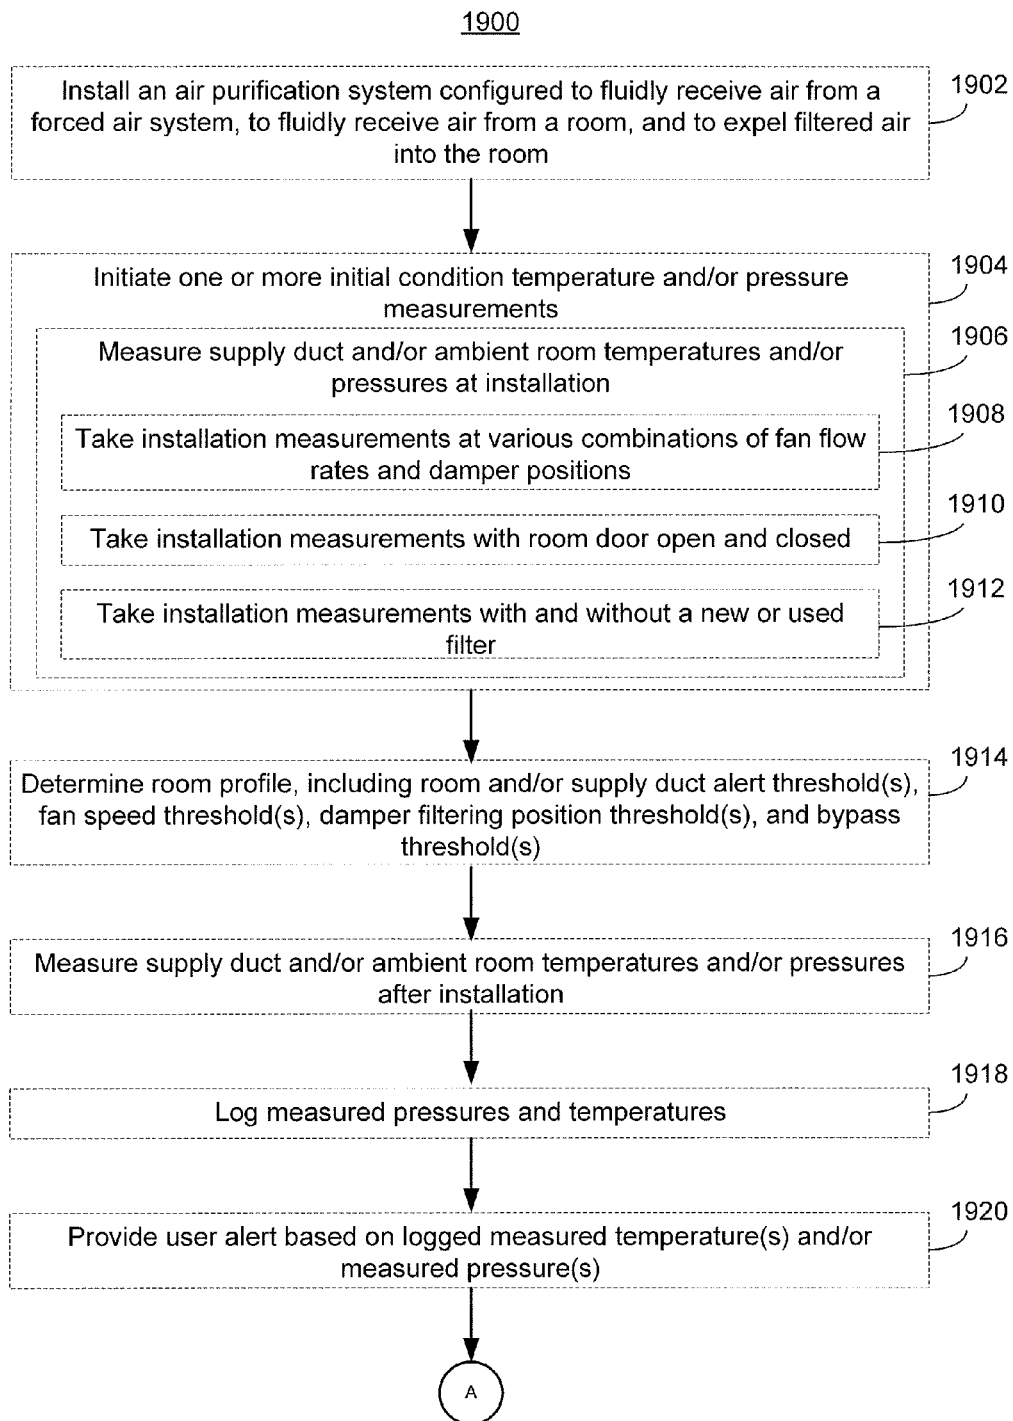 1900
Install an air purification system configured to fluidly receive air from a
forced air system, to fluidly receive air from a room, and to expel filtered air
into the room
1902
Initiate one or more initial condition temperature and/or pressure
measurements
1904
Measure supply duct and/or ambient room temperatures and/or
pressures at installation
1906
Take installation measurements at various combinations of fan flow
rates and damper positions
1908
Take installation measurements with room door open and closed
1910
Take installation measurements with and without a new or used
filter
1912
Determine room profile, including room and/or supply duct alert threshold(s),
fan speed threshold(s), damper filtering position threshold(s), and bypass
threshold(s)
1914
Measure supply duct and/or ambient room temperatures and/or pressures
after installation
1916
Log measured pressures and temperatures
1918
Provide user alert based on logged measured temperature(s) and/or
measured pressure(s)
1920
A